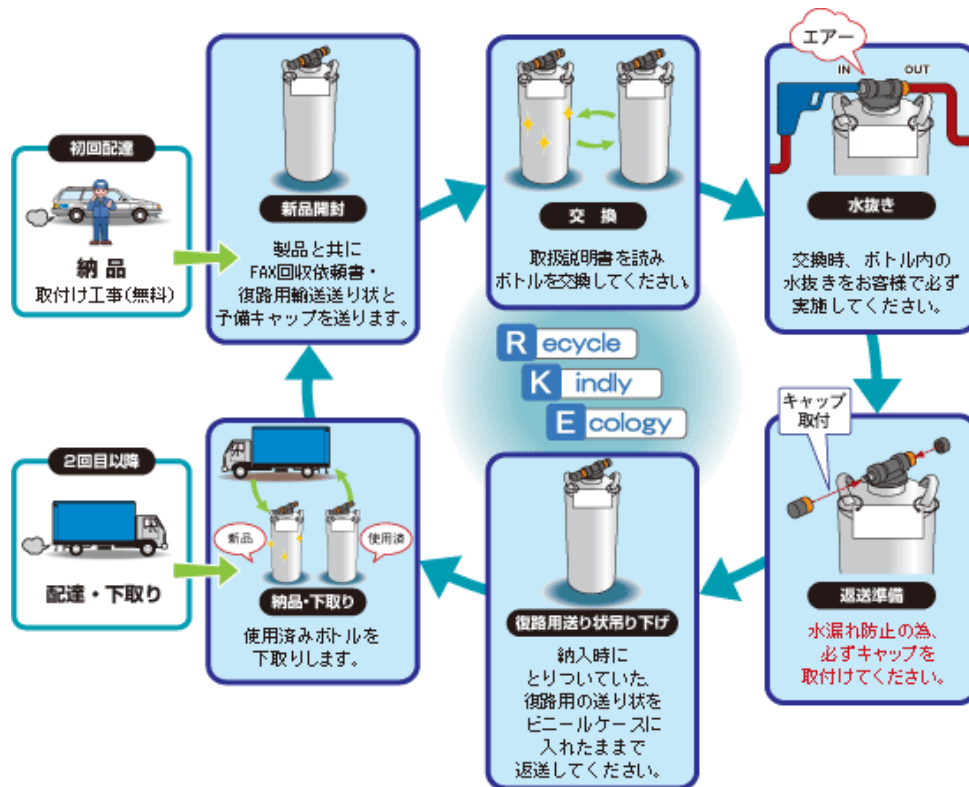 初回配達
納品
取付け工事(無料)
新品開封
製品と共に
FAX回収依頼書・
復路用輸送送り状と
予備キャップを送ります。
交換
取扱説明書を読み
ボトルを交換してください。
エアー
IN
OUT
水抜き
交換時、ボトル内の
水抜きをお客様で必ず
実施してください。
Recycle
Kindly
Ecology
キャップ
取付
返送準備
水漏れ防止の為、
必ずキャップを
取付けてください。
復路用送り状吊り下げ
納入時に
とりついていた、
復路用の送り状を
ビニールケースに
入れたままで
返送してください。
新品
使用済
納品・下取り
使用済みボトルを
下取りします。
2回目以降
配達・下取り